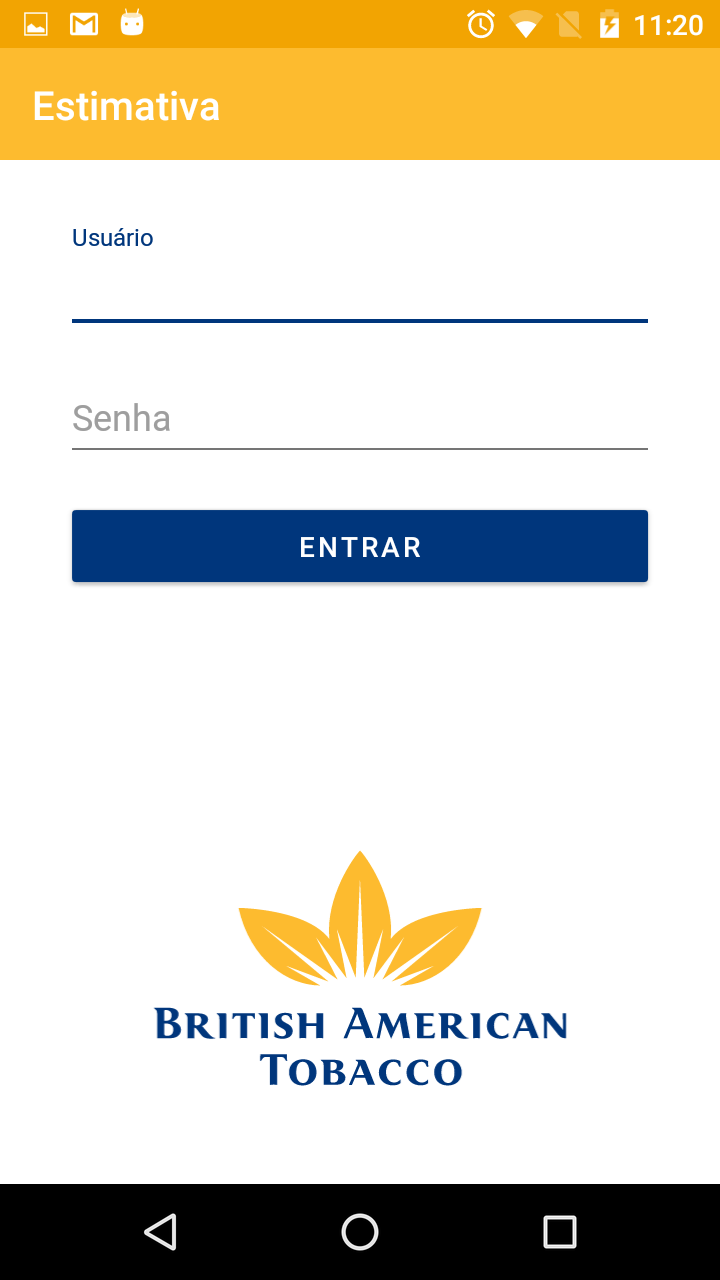 11:20
Estimativa
Usuário
Senha
ENTRAR
BRITISH AMERICAN
TOBACCO